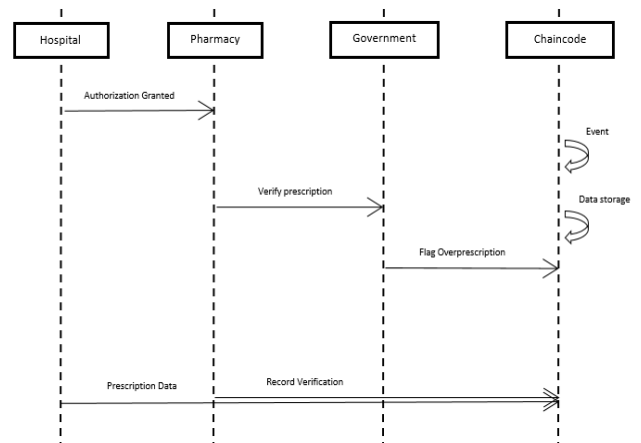 Hospital
Pharmacy
Government
Chaincode
Authorization Granted
Event
Verify prescription
Data storage
Flag Overprescription
Prescription Data
Record Verification